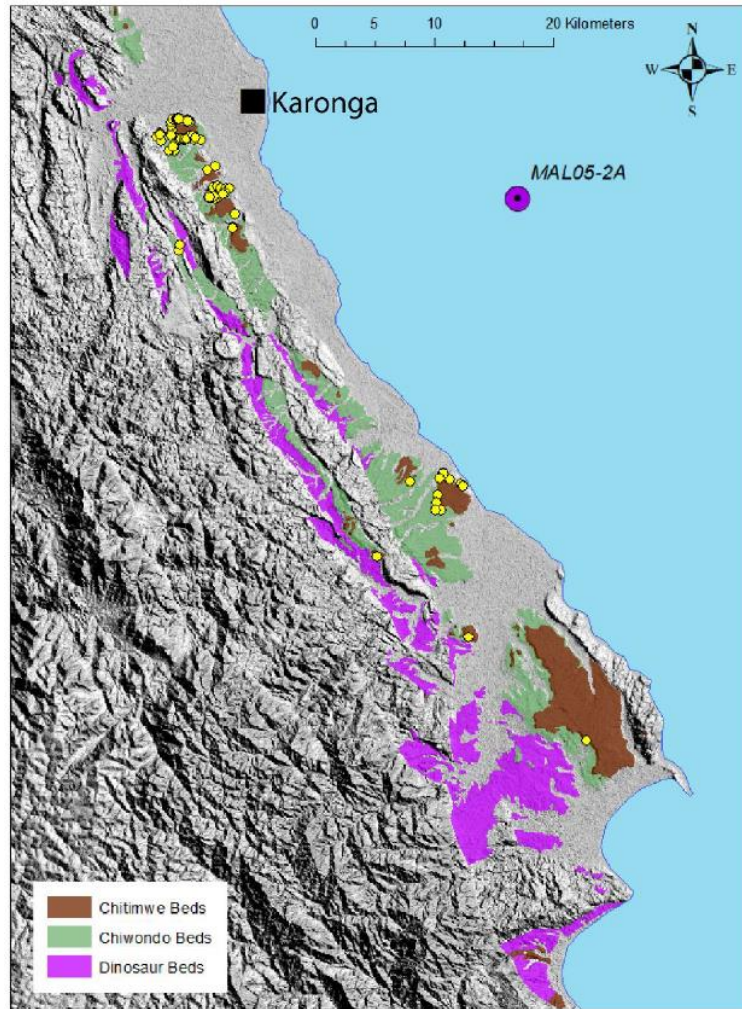 0 5 10 20 Kilometers
N
W E
S
Karonga
MAL05-2A
Chitimwe Beds
Chiwondo Beds
Dinosaur Beds